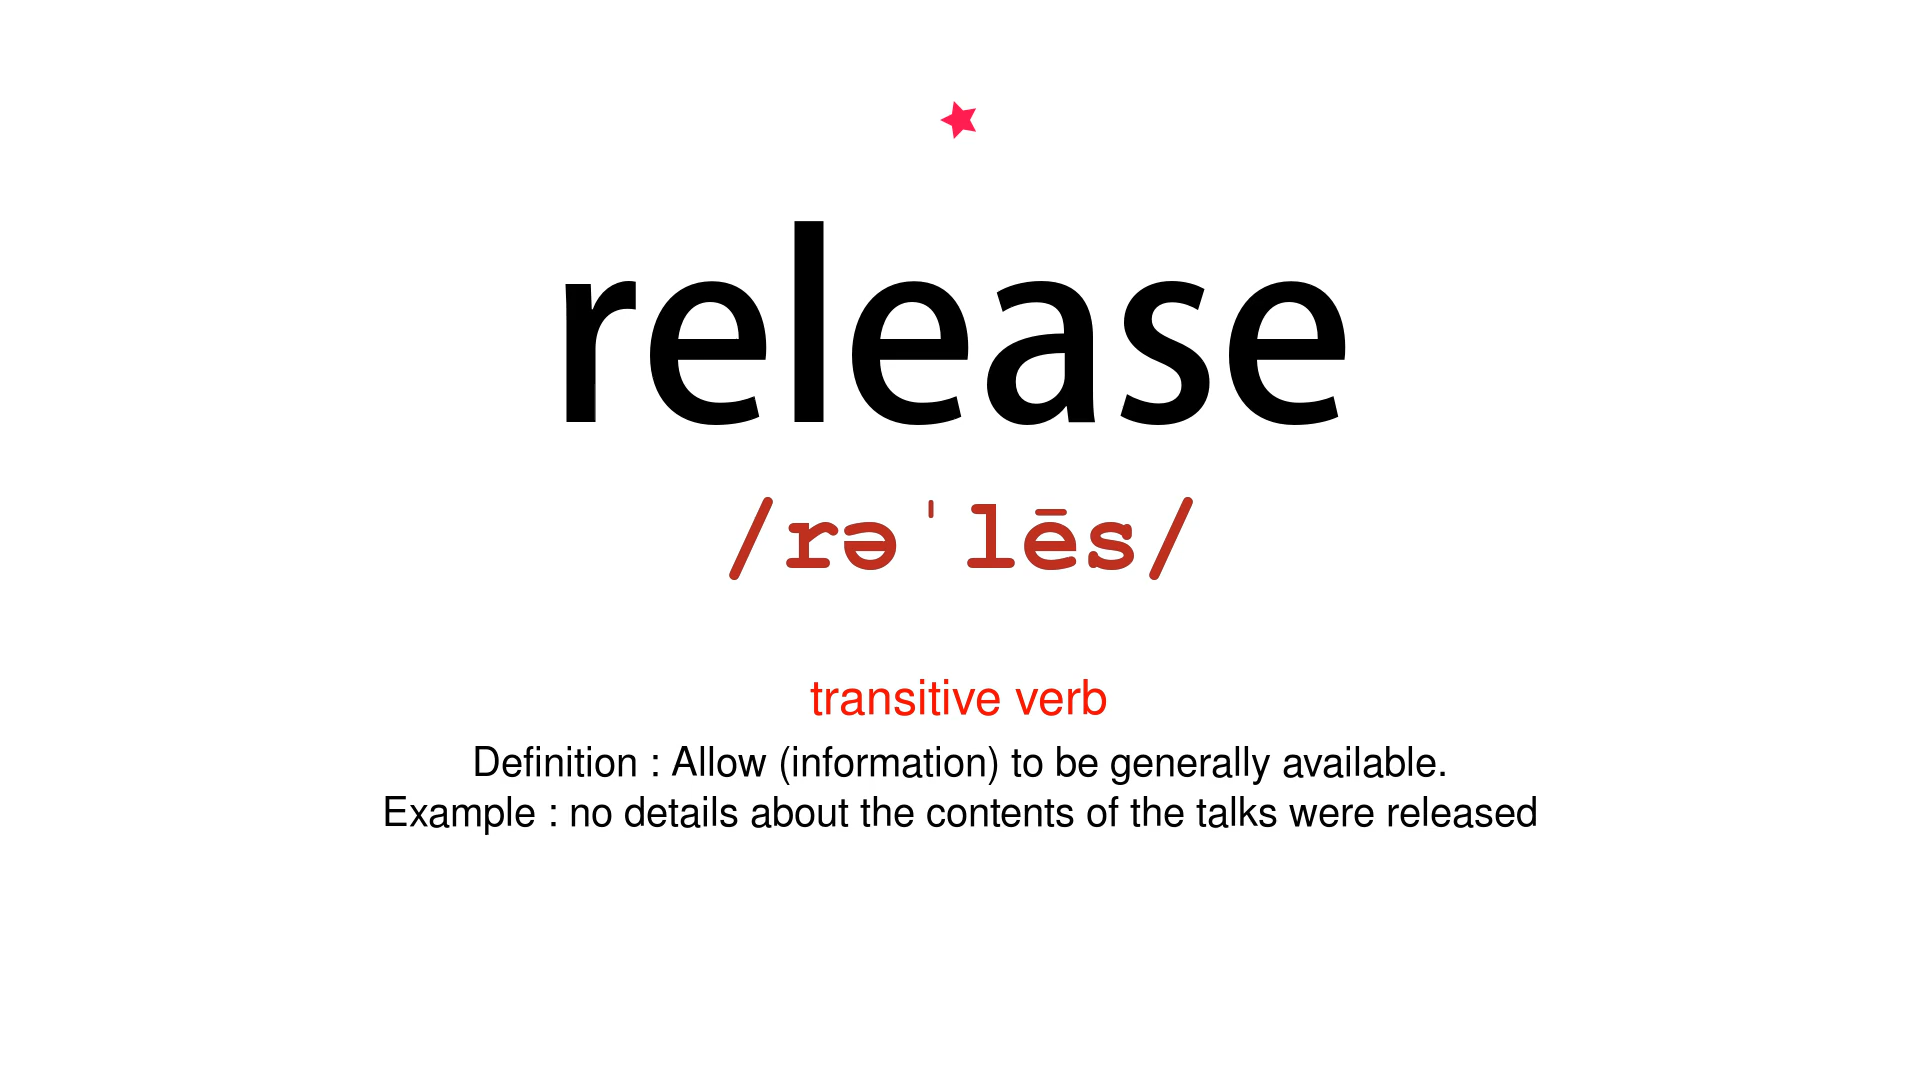 release
/rəˈlēs/
transitive verb
Definition : Allow (information) to be generally available.
Example : no details about the contents of the talks were released